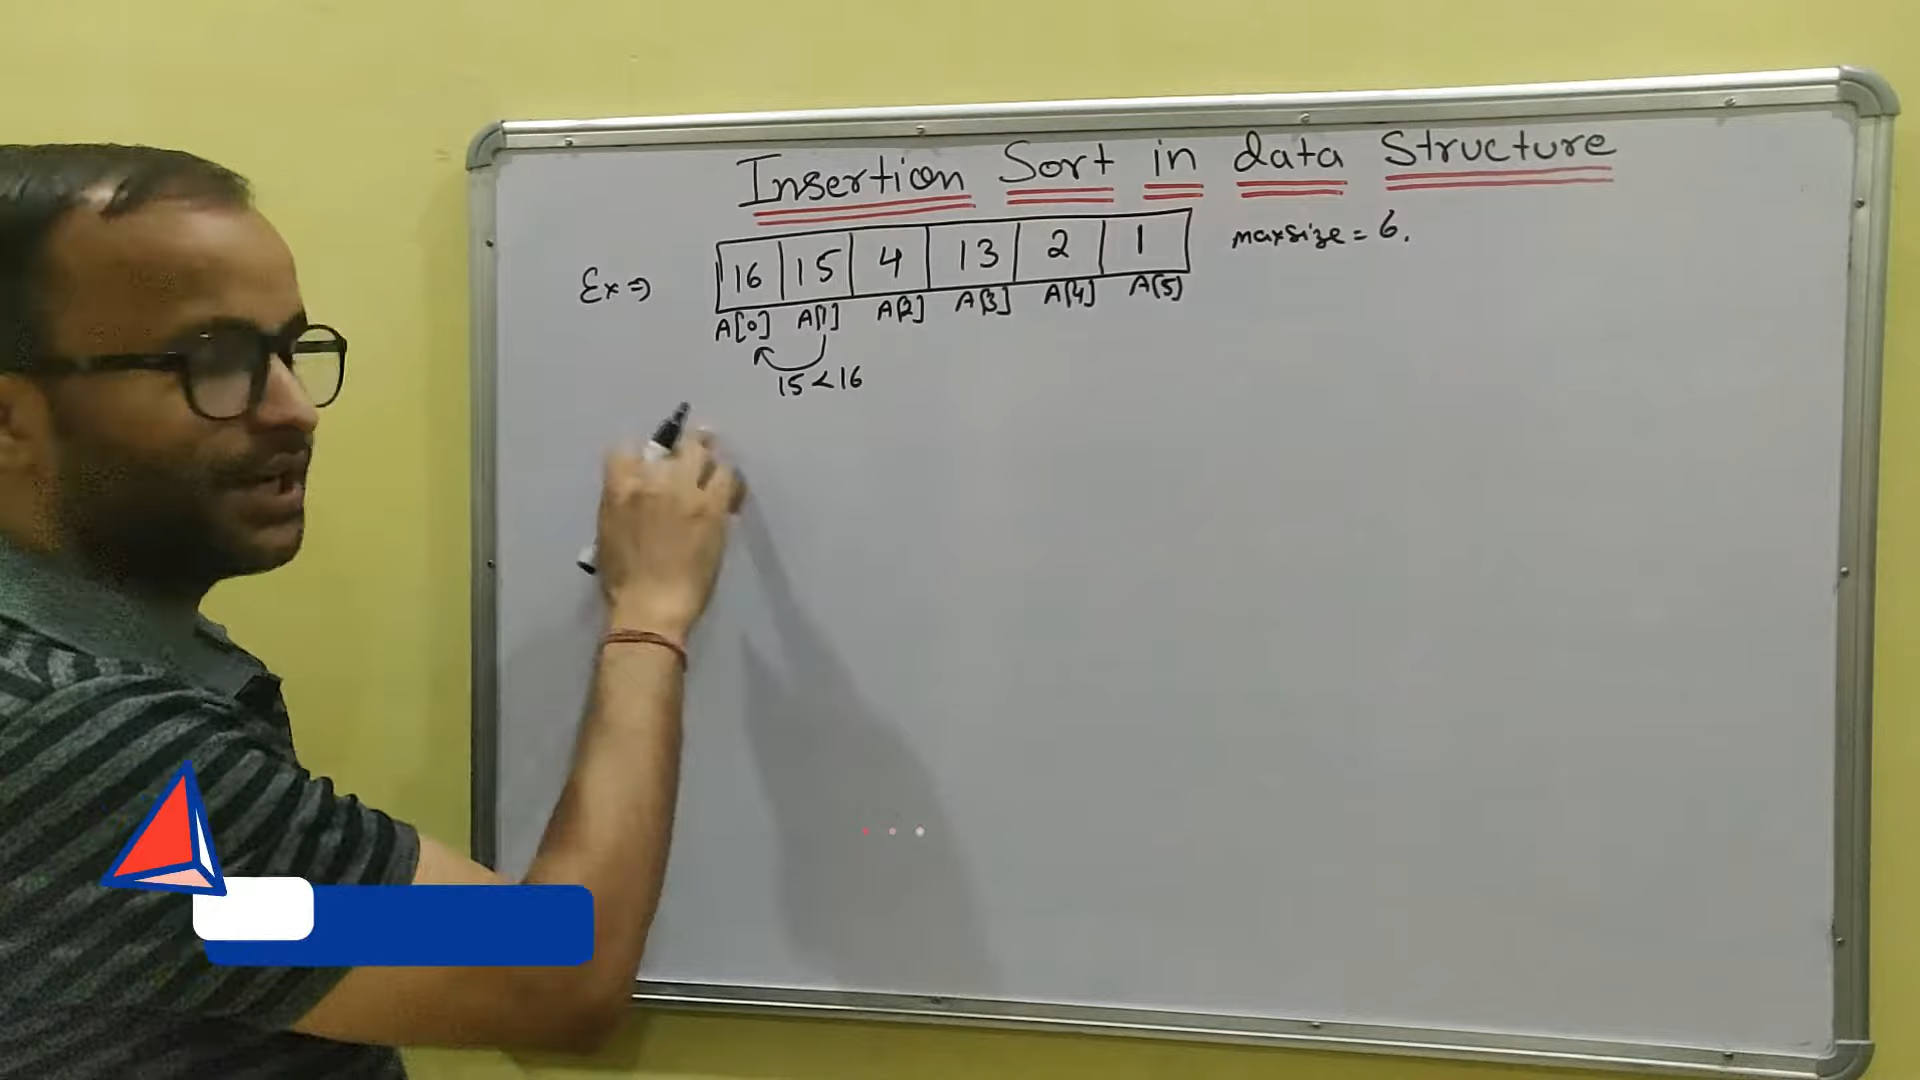 Insertion Sort in data Structure
Ex ⇒ 16 15 4 13 2 1 maxsize = 6.
A[0] A[1] A[2] A[3] A[4] A[5]
15 < 16